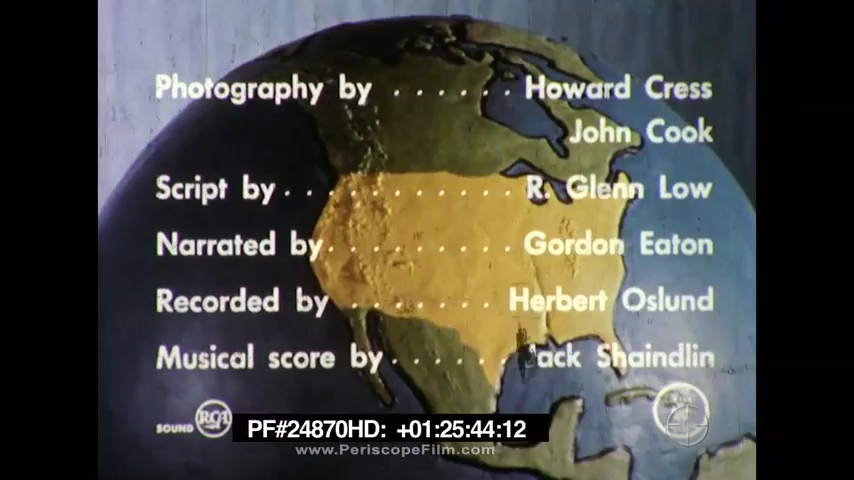 Photography by . . . . . . Howard Cress
John Cook
Script by . . . . . . . . . . . R. Glenn Low
Narrated by . . . . . . . . . Gordon Eaton
Recorded by . . . . . . . Herbert Oslund
Musical score by . . . . . . Jack Shaindlin
SOUND RCA
PF#24870HD: +01:25:44:12
www.PeriscopeFilm.com